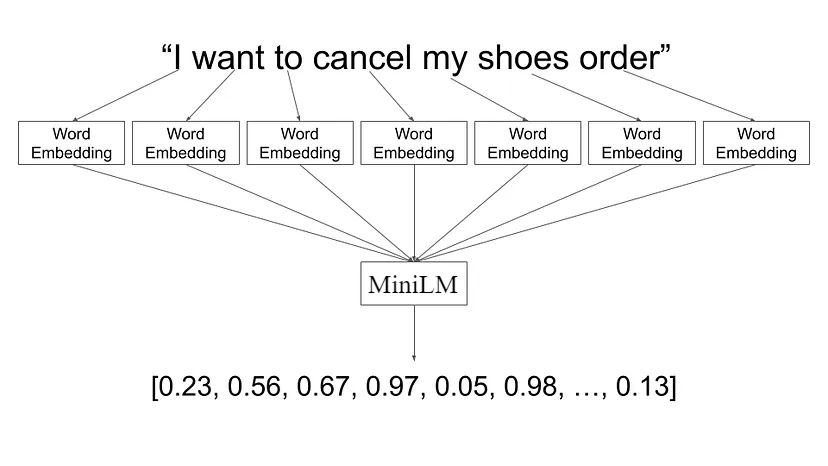 “I want to cancel my shoes order”
Word
Embedding
Word
Embedding
Word
Embedding
Word
Embedding
Word
Embedding
Word
Embedding
Word
Embedding
MiniLM
[0.23, 0.56, 0.67, 0.97, 0.05, 0.98, …, 0.13]